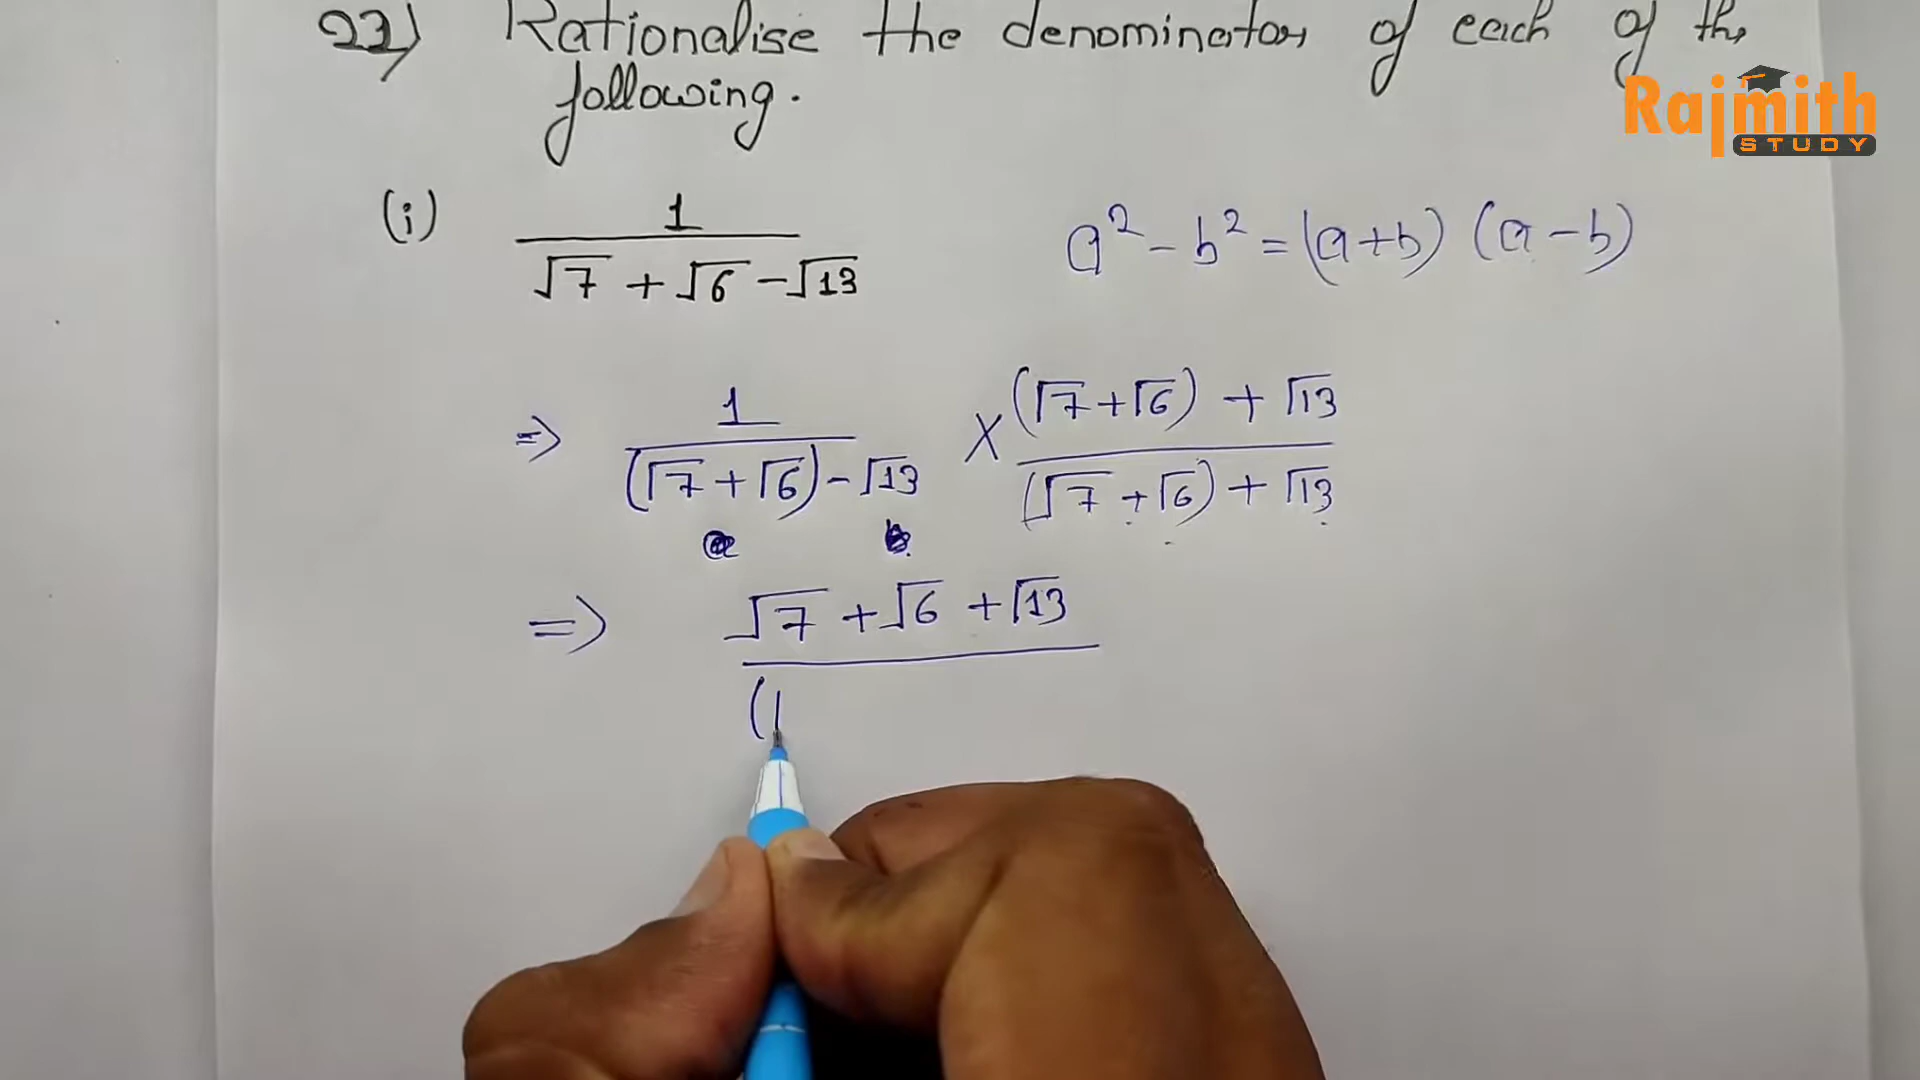 23) Rationalise the denominator of each of the
following.
Rajmith
STUDY
(i) 1
√7 + √6 - √13
a² - b² = (a+b) (a-b)
⇒ 1 / (√7+√6) - √13 × (√7+√6) + √13 / (√7+√6) + √13
a b
⇒ √7 + √6 + √13
(